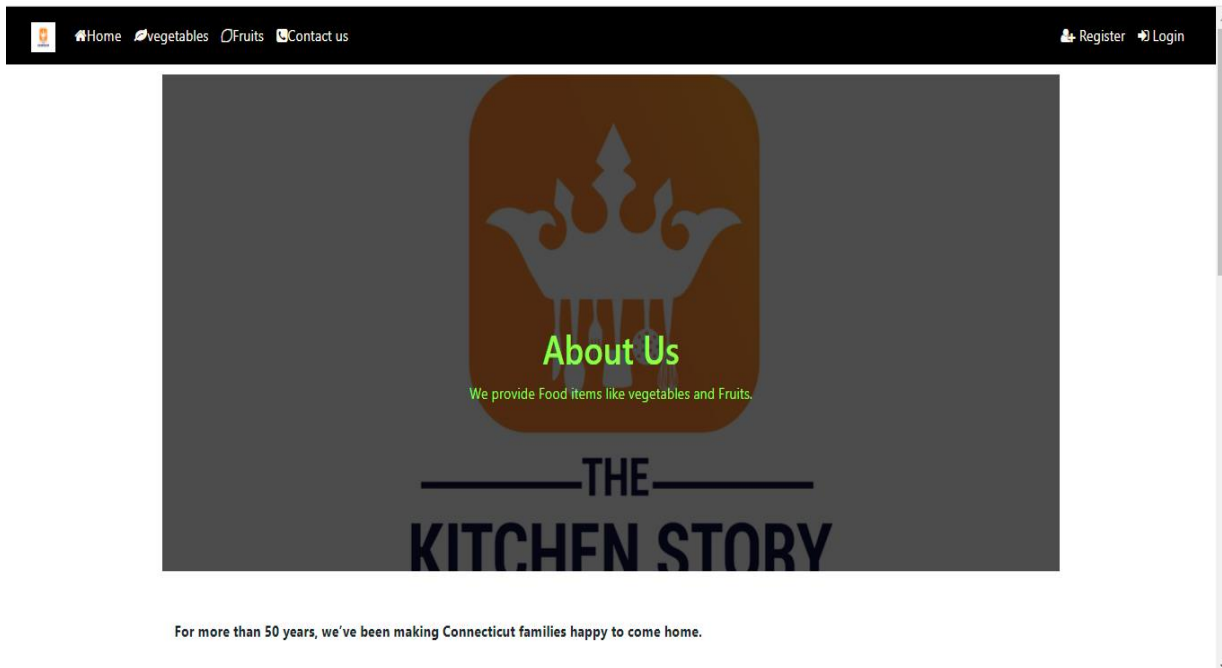 Home vegetables Fruits Contact us Register Login
About Us
We provide Food items like vegetables and Fruits.
THE
KITCHEN STORY
For more than 50 years, we’ve been making Connecticut families happy to come home.